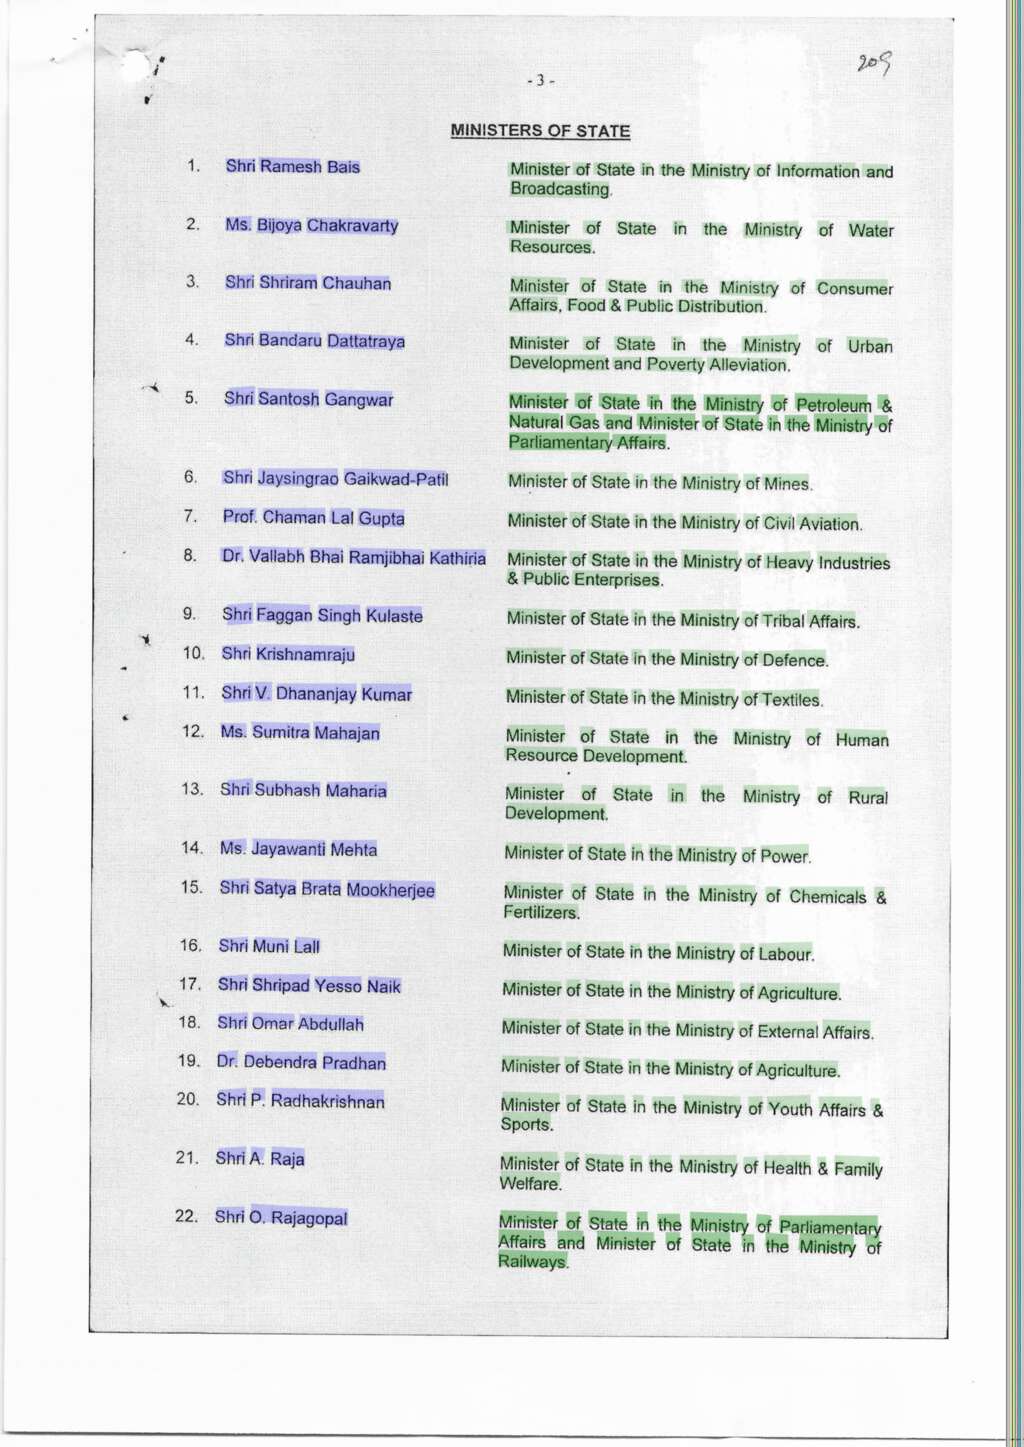 209
- 3 -
MINISTERS OF STATE
1. Shri Ramesh Bais Minister of State in the Ministry of Information and
Broadcasting.
2. Ms. Bijoya Chakravarty Minister of State in the Ministry of Water
Resources.
3. Shri Shriram Chauhan Minister of State in the Ministry of Consumer
Affairs, Food & Public Distribution.
4. Shri Bandaru Dattatraya Minister of State in the Ministry of Urban
Development and Poverty Alleviation.
5. Shri Santosh Gangwar Minister of State in the Ministry of Petroleum &
Natural Gas and Minister of State in the Ministry of
Parliamentary Affairs.
6. Shri Jaysingrao Gaikwad-Patil Minister of State in the Ministry of Mines.
7. Prof. Chaman Lal Gupta Minister of State in the Ministry of Civil Aviation.
8. Dr. Vallabh Bhai Ramjibhai Kathiria Minister of State in the Ministry of Heavy Industries
& Public Enterprises.
9. Shri Faggan Singh Kulaste Minister of State in the Ministry of Tribal Affairs.
10. Shri Krishnamraju Minister of State in the Ministry of Defence.
11. Shri V. Dhananjay Kumar Minister of State in the Ministry of Textiles.
12. Ms. Sumitra Mahajan Minister of State in the Ministry of Human
Resource Development.
13. Shri Subhash Maharia Minister of State in the Ministry of Rural
Development.
14. Ms. Jayawanti Mehta Minister of State in the Ministry of Power.
15. Shri Satya Brata Mookherjee Minister of State in the Ministry of Chemicals &
Fertilizers.
16. Shri Muni Lall Minister of State in the Ministry of Labour.
17. Shri Shripad Yesso Naik Minister of State in the Ministry of Agriculture.
18. Shri Omar Abdullah Minister of State in the Ministry of External Affairs.
19. Dr. Debendra Pradhan Minister of State in the Ministry of Agriculture.
20. Shri P. Radhakrishnan Minister of State in the Ministry of Youth Affairs &
Sports.
21. Shri A. Raja Minister of State in the Ministry of Health & Family
Welfare.
22. Shri O. Rajagopal Minister of State in the Ministry of Parliamentary
Affairs and Minister of State in the Ministry of
Railways.